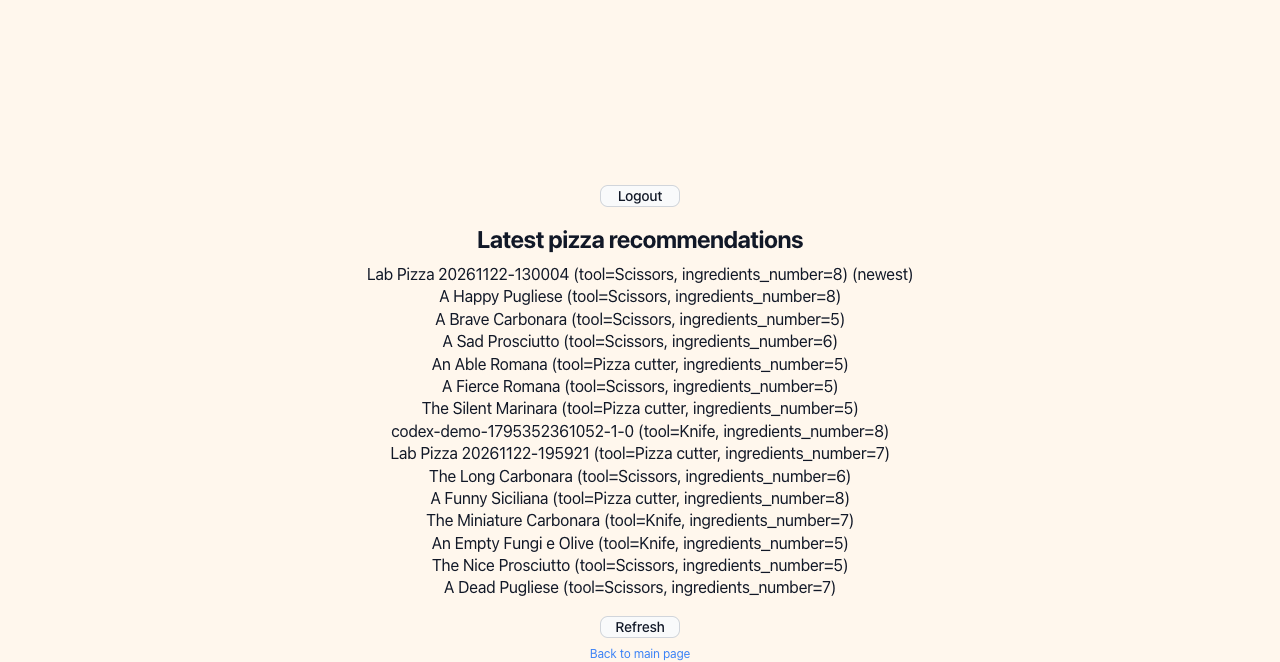 Logout
Latest pizza recommendations
Lab Pizza 20261122-130004 (tool=Scissors, ingredients_number=8) (newest)
A Happy Pugliese (tool=Scissors, ingredients_number=8)
A Brave Carbonara (tool=Scissors, ingredients_number=5)
A Sad Prosciutto (tool=Scissors, ingredients_number=6)
An Able Romana (tool=Pizza cutter, ingredients_number=5)
A Fierce Romana (tool=Scissors, ingredients_number=5)
The Silent Marinara (tool=Pizza cutter, ingredients_number=5)
codex-demo-1795352361052-1-0 (tool=Knife, ingredients_number=8)
Lab Pizza 20261122-195921 (tool=Pizza cutter, ingredients_number=7)
The Long Carbonara (tool=Scissors, ingredients_number=6)
A Funny Siciliana (tool=Pizza cutter, ingredients_number=8)
The Miniature Carbonara (tool=Knife, ingredients_number=7)
An Empty Fungi e Olive (tool=Knife, ingredients_number=5)
The Nice Prosciutto (tool=Scissors, ingredients_number=5)
A Dead Pugliese (tool=Scissors, ingredients_number=7)
Refresh
Back to main page